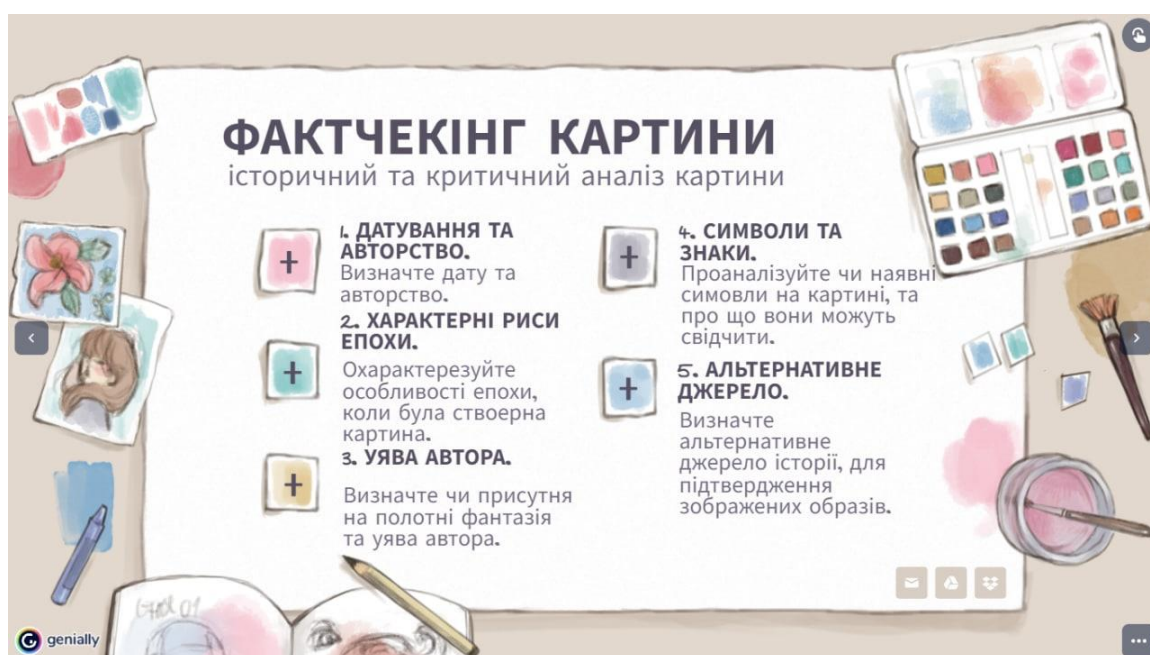 ФАКТЧЕКІНГ КАРТИНИ
історичний та критичний аналіз картини
1. ДАТУВАННЯ ТА
АВТОРСТВО.
Визначте дату та
авторство.
2. ХАРАКТЕРНІ РИСИ
ЕПОХИ.
Охарактерезуйте
особливості епохи,
коли була ствоерна
картина.
3. УЯВА АВТОРА.
Визначте чи присутня
на полотні фантазія
та уява автора.
4. СИМВОЛИ ТА
ЗНАКИ.
Проаналізуйте чи наявні
симовли на картині, та
про що вони можуть
свідчити.
5. АЛЬТЕРНАТИВНЕ
ДЖЕРЕЛО.
Визначте
альтернативне
джерело історії, для
підтвердження
зображених образів.
genially